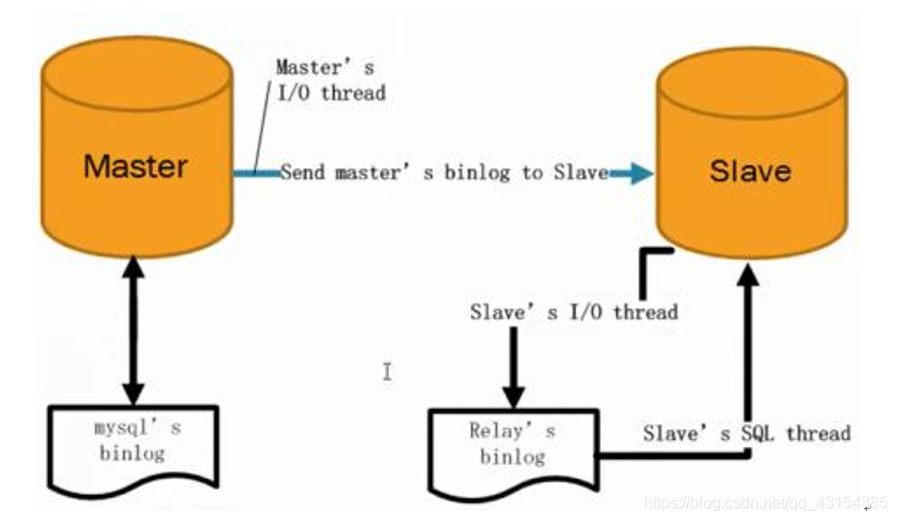 Master's
I/O thread
Master
Send master's binlog to Slave
Slave
Slave's I/O thread
mysql's
binlog
Relay's
binlog
Slave's SQL thread
https://blog.csdn.net/qq_43154385